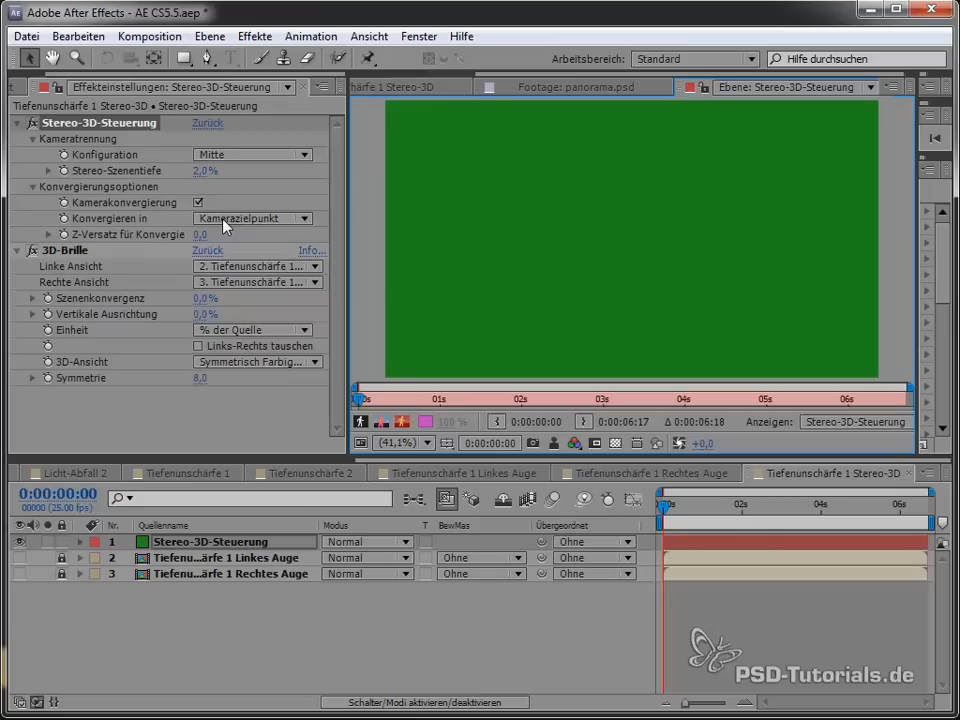 Adobe After Effects - AE CS5.5.aep *
Datei Bearbeiten Komposition Ebene Effekte Animation Ansicht Fenster Hilfe
Arbeitsbereich: Standard Hilfe durchsuchen
Effekteinstellungen: Stereo-3D-Steuerung
härfe 1 Stereo-3D Footage: panorama.psd Ebene: Stereo-3D-Steuerung
Tiefenunschärfe 1 Stereo-3D • Stereo-3D-Steuerung
fx Stereo-3D-Steuerung Zurück
Kameratrennung
Konfiguration Mitte
Stereo-Szenentiefe 2,0%
Konvergierungsoptionen
Kamerakonvergierung
Konvergieren in Kamerazielpunkt
Z-Versatz für Konvergie 0,0
fx 3D-Brille Zurück Info...
Linke Ansicht 2. Tiefenunschärfe 1...
Rechte Ansicht 3. Tiefenunschärfe 1...
Szenenkonvergenz 0,0%
Vertikale Ausrichtung 0,0%
Einheit % der Quelle
Links-Rechts tauschen
3D-Ansicht Symmetrisch Farbig...
Symmetrie 8,0
01s 02s 03s 04s 05s 06s
100 % 0:00:00:00 0:00:06:17 Δ 0:00:06:18 Anzeigen: Stereo-3D-Steuerung
(41,1%) 0:00:00:00 +0,0
Licht-Abfall 2 Tiefenunschärfe 1 Tiefenunschärfe 2 Tiefenunschärfe 1 Linkes Auge Tiefenunschärfe 1 Rechtes Auge Tiefenunschärfe 1 Stereo-3D
0:00:00:00
00000 (25.00 fps)
02s 04s 06s
Nr. Quellenname Modus T BewMas Übergeordnet
1 Stereo-3D-Steuerung Normal Ohne
2 Tiefenu...ärfe 1 Linkes Auge Normal Ohne Ohne
3 Tiefenu...ärfe 1 Rechtes Auge Normal Ohne Ohne
PSD-Tutorials.de
Schalter/Modi aktivieren/deaktivieren